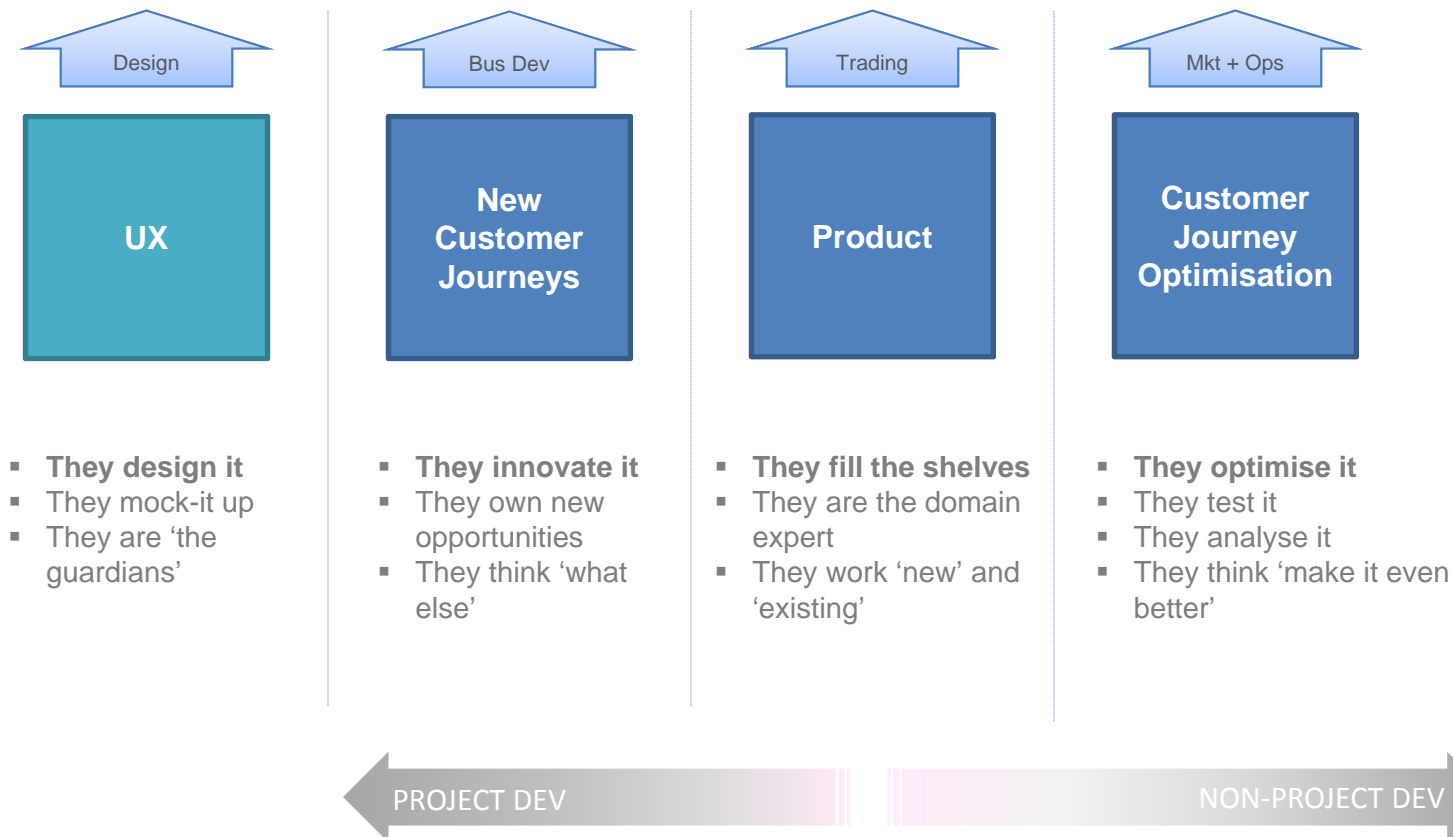 Design
Bus Dev
Trading
Mkt + Ops
UX
New
Customer
Journeys
Product
Customer
Journey
Optimisation
▪ They design it
▪ They mock-it up
▪ They are ‘the
guardians’
▪ They innovate it
▪ They own new
opportunities
▪ They think ‘what
else’
▪ They fill the shelves
▪ They are the domain
expert
▪ They work ‘new’ and
‘existing’
▪ They optimise it
▪ They test it
▪ They analyse it
▪ They think ‘make it even
better’
PROJECT DEV
NON-PROJECT DEV